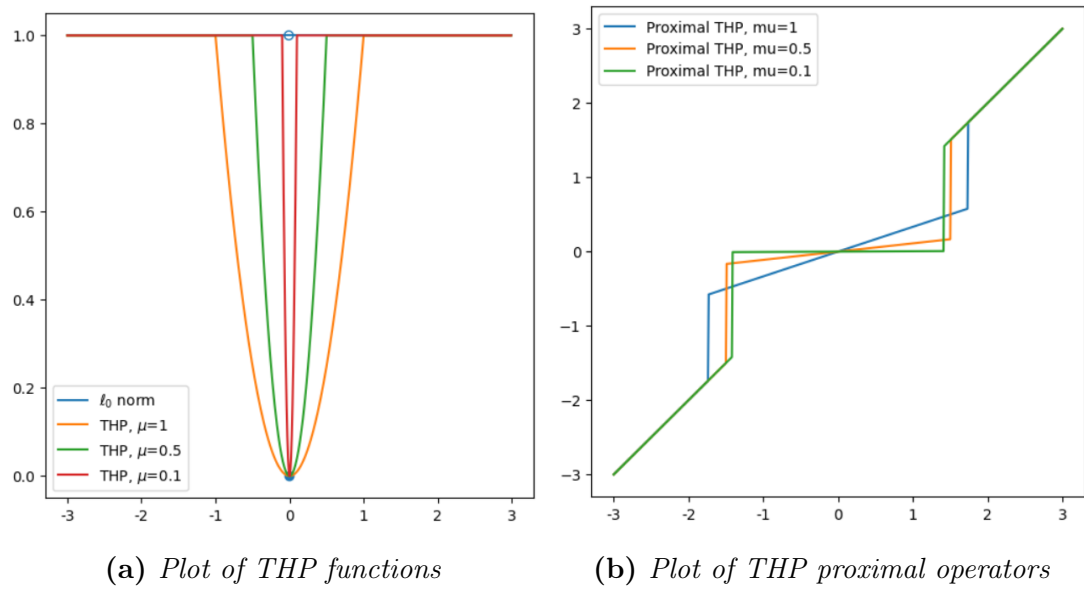 1.0
0.8
0.6
0.4
0.2
0.0
ℓ₀ norm
THP, μ=1
THP, μ=0.5
THP, μ=0.1
-3 -2 -1 0 1 2 3
(a) Plot of THP functions
Proximal THP, mu=1
Proximal THP, mu=0.5
Proximal THP, mu=0.1
3
2
1
0
−1
−2
−3
-3 -2 -1 0 1 2 3
(b) Plot of THP proximal operators